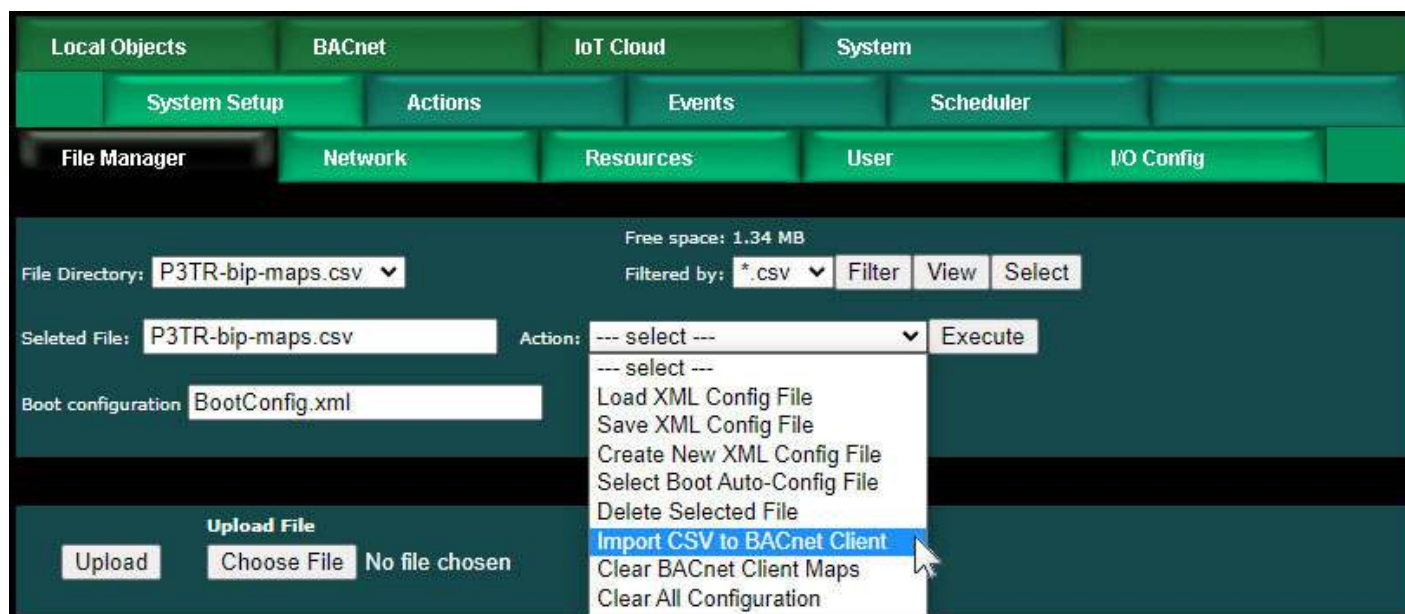 Local Objects BACnet IoT Cloud System
System Setup Actions Events Scheduler
File Manager Network Resources User I/O Config
Free space: 1.34 MB
File Directory: P3TR-bip-maps.csv Filtered by: *.csv Filter View Select
Seleted File: P3TR-bip-maps.csv Action: --- select --- Execute
--- select ---
Load XML Config File
Boot configuration BootConfig.xml
Save XML Config File
Create New XML Config File
Select Boot Auto-Config File
Delete Selected File
Import CSV to BACnet Client
Clear BACnet Client Maps
Clear All Configuration
Upload File
Upload Choose File No file chosen